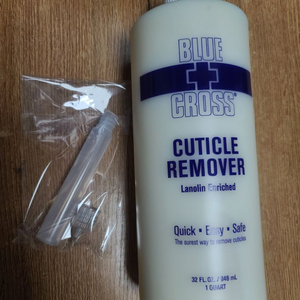 BLUE
CROSS®
CUTICLE
REMOVER
Lanolin Enriched
Quick • Easy • Safe
The surest way to remove cuticles
32 FL. OZ. / 946 mL
1 QUART